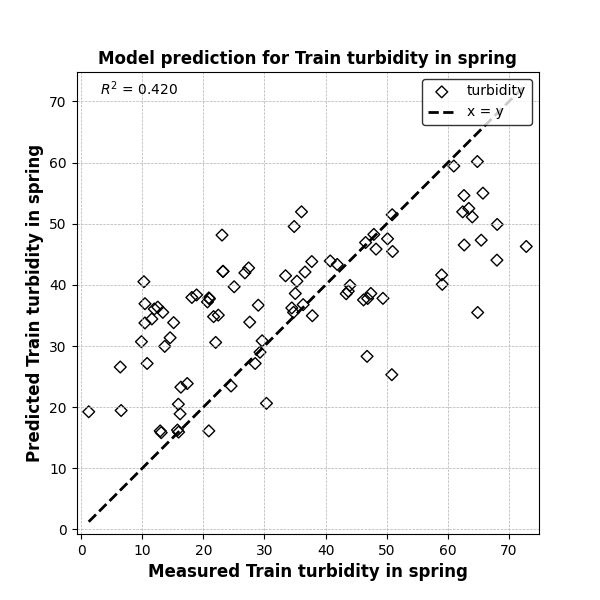 Model prediction for Train turbidity in spring
R² = 0.420
turbidity
x = y
Predicted Train turbidity in spring
70
60
50
40
30
20
10
0
0 10 20 30 40 50 60 70
Measured Train turbidity in spring